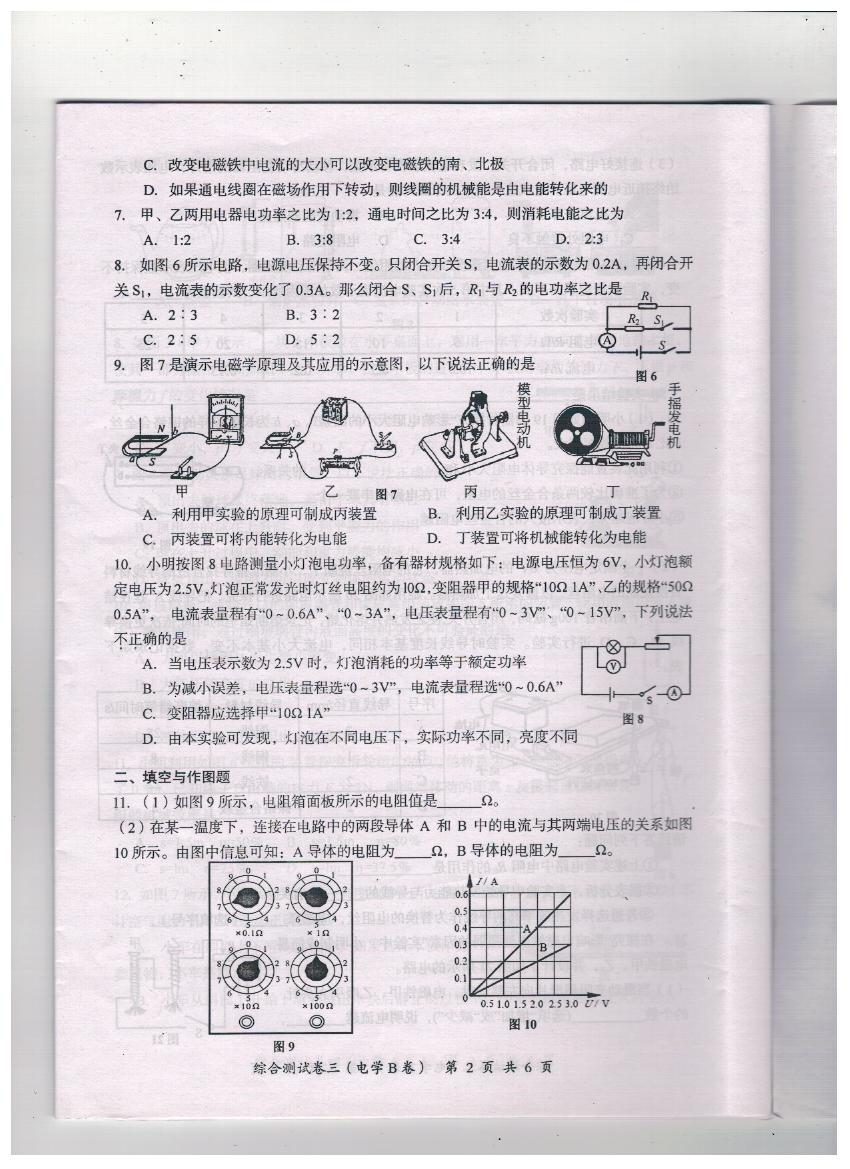 C. 改变电磁铁中电流的大小可以改变电磁铁的南、北极
D. 如果通电线圈在磁场作用下转动，则线圈的机械能是由电能转化来的
7. 甲、乙两用电器电功率之比为 1:2，通电时间之比为 3:4，则消耗电能之比为
A. 1:2 B. 3:8 C. 3:4 D. 2:3
8. 如图 6 所示电路，电源电压保持不变。只闭合开关 S，电流表的示数为 0.2A，再闭合开
关 S₁，电流表的示数变化了 0.3A。那么闭合 S、S₁后，R₁ 与 R₂ 的电功率之比是
A. 2∶3 B. 3∶2
C. 2∶5 D. 5∶2
R₁
R₂ S₁
A S
图 6
9. 图 7 是演示电磁学原理及其应用的示意图，以下说法正确的是
模型电动机
手摇发电机
甲 乙 图 7 丙 丁
A. 利用甲实验的原理可制成丙装置 B. 利用乙实验的原理可制成丁装置
C. 丙装置可将内能转化为电能 D. 丁装置可将机械能转化为电能
10. 小明按图 8 电路测量小灯泡电功率，备有器材规格如下：电源电压恒为 6V，小灯泡额
定电压为 2.5V,灯泡正常发光时灯丝电阻约为10Ω,变阻器甲的规格“10Ω 1A”、乙的规格“50Ω
0.5A”， 电流表量程有“0～0.6A”、“0～3A”，电压表量程有“0～3V”、“0～15V”，下列说法
不正确的是
A. 当电压表示数为 2.5V 时，灯泡消耗的功率等于额定功率
B. 为减小误差，电压表量程选“0～3V”，电流表量程选“0～0.6A”
C. 变阻器应选择甲“10Ω 1A”
D. 由本实验可发现，灯泡在不同电压下，实际功率不同，亮度不同
V
S A
图 8
二、填空与作图题
11.（1）如图 9 所示，电阻箱面板所示的电阻值是______Ω。
（2）在某一温度下，连接在电路中的两段导体 A 和 B 中的电流与其两端电压的关系如图
10 所示。由图中信息可知：A 导体的电阻为_____Ω，B 导体的电阻为_____Ω。
×0.1Ω ×1Ω
×10Ω ×100Ω
图 9
I / A
0.6
0.5
0.4
0.3
0.2
0.1
0
A
B
0.5 1.0 1.5 2.0 2.5 3.0 U/ V
图 10
综合测试卷三（电学 B 卷） 第 2 页 共 6 页